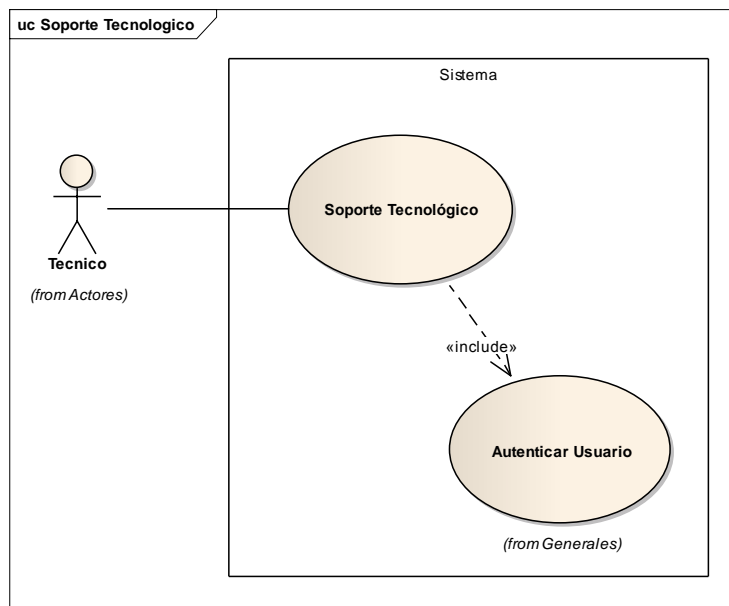 uc Soporte Tecnologico
Sistema
Soporte Tecnológico
Tecnico
(from Actores)
«include»
Autenticar Usuario
(from Generales)